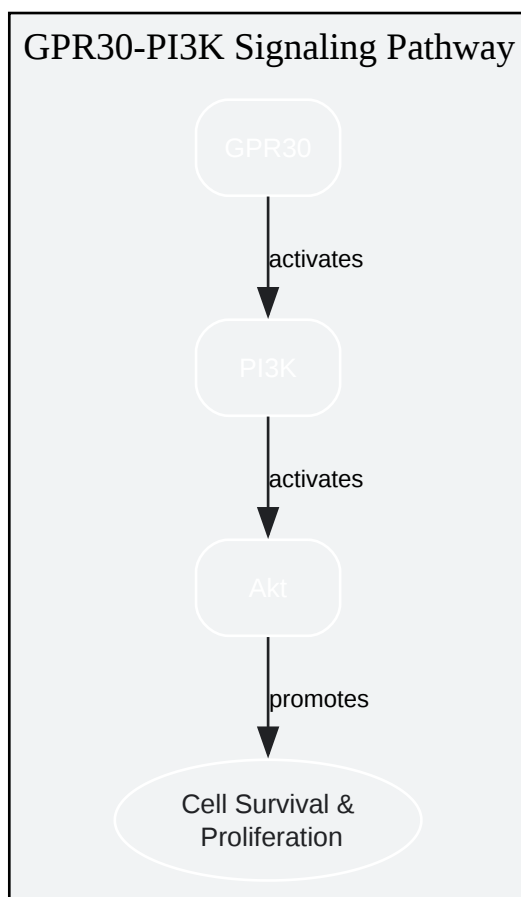 GPR30-PI3K Signaling Pathway
GPR30
activates
PI3K
activates
Akt
promotes
Cell Survival &
Proliferation